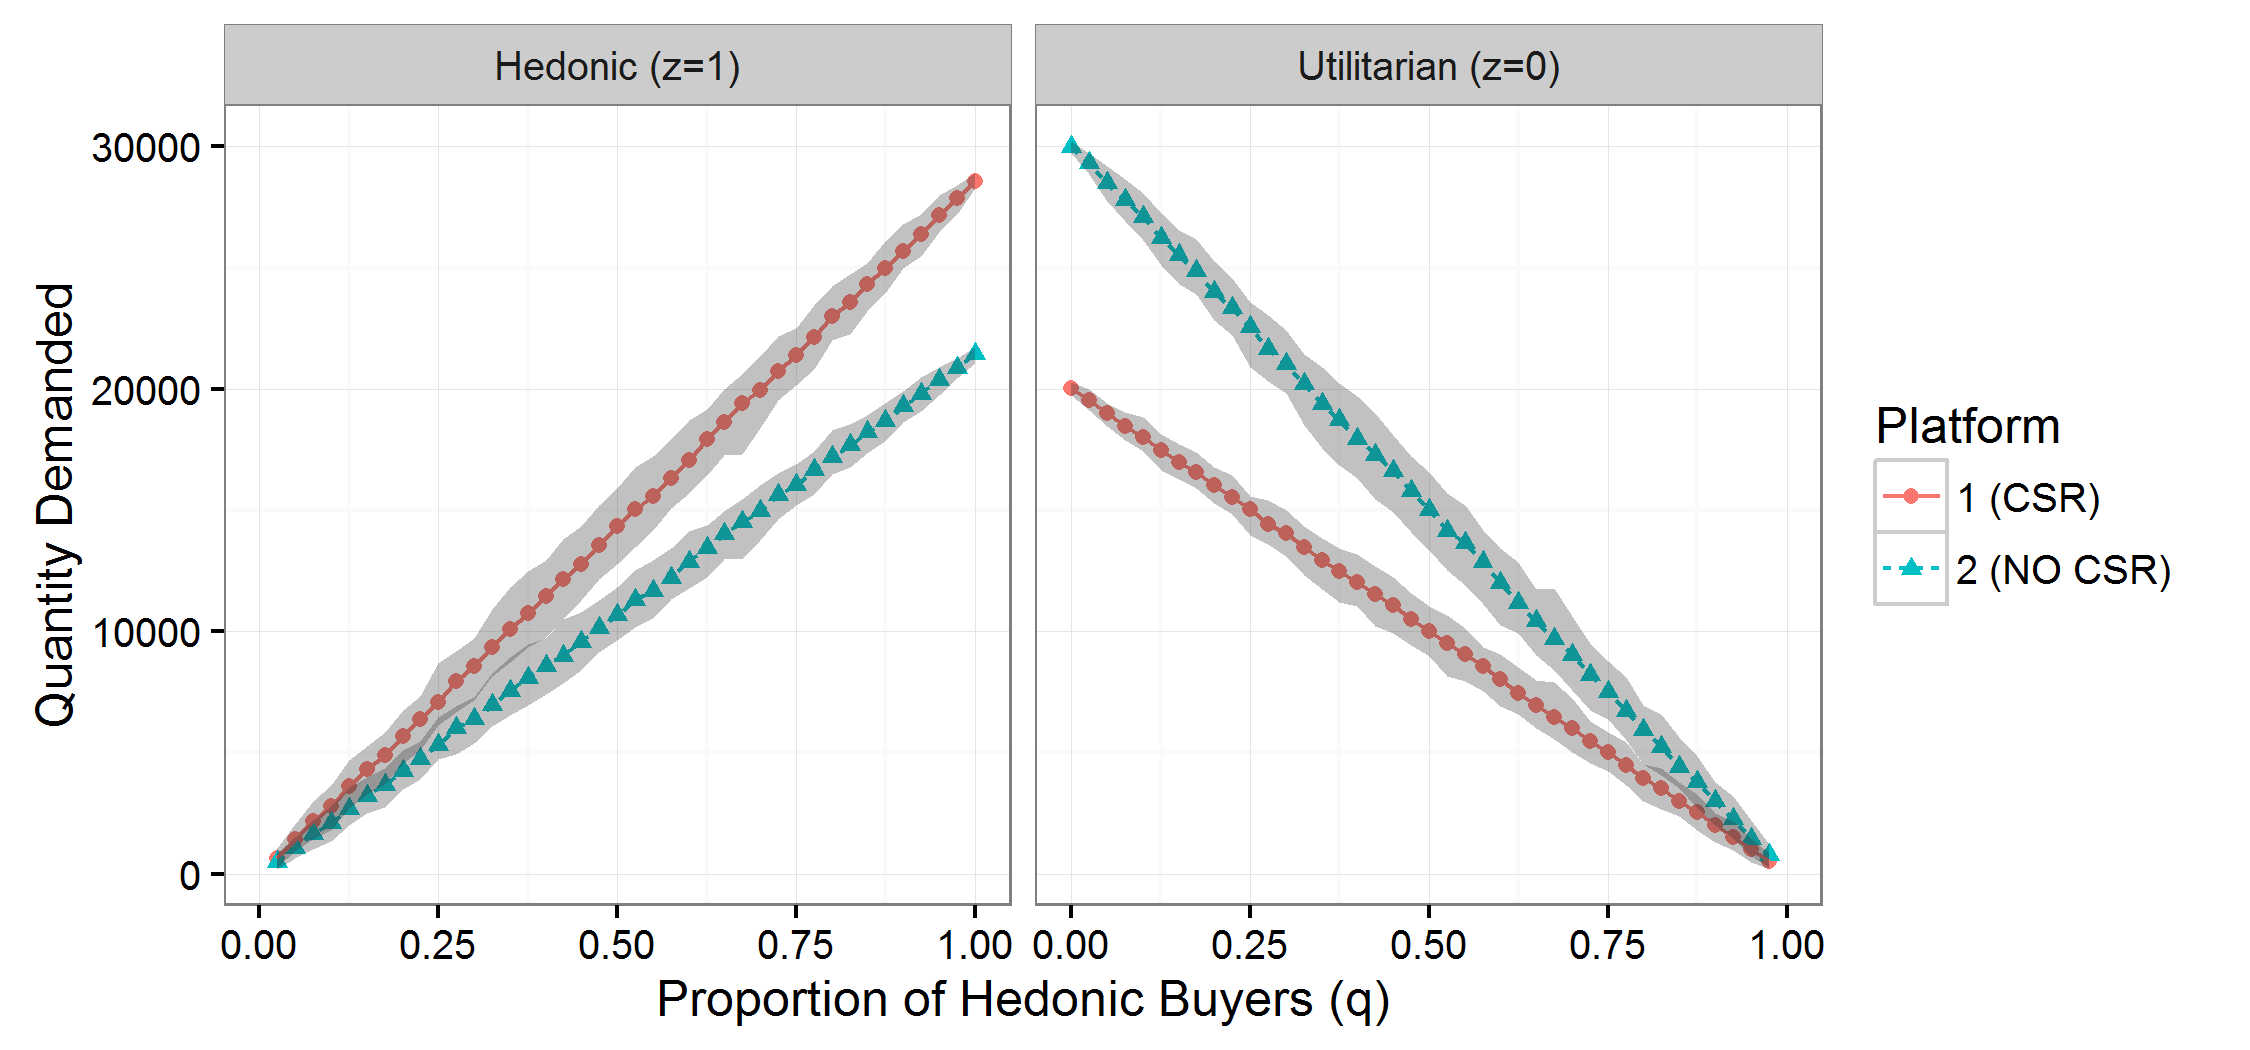 Hedonic (z=1)
Utilitarian (z=0)
30000
20000
10000
0
Quantity Demanded
0.00 0.25 0.50 0.75 1.00
0.00 0.25 0.50 0.75 1.00
Proportion of Hedonic Buyers (q)
Platform
1 (CSR)
2 (NO CSR)